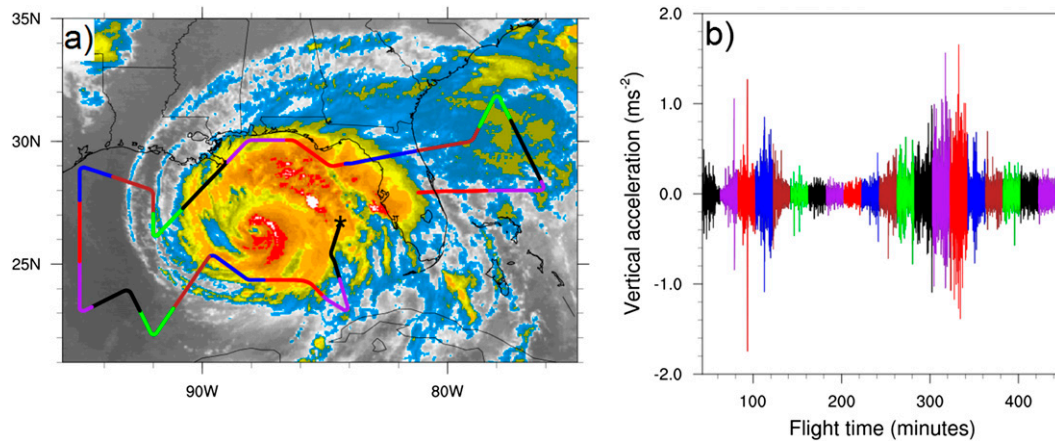 a)
35N
30N
25N
90W
80W
b)
Vertical acceleration (ms-2)
2.0
1.0
0.0
-1.0
-2.0
100
200
300
400
Flight time (minutes)